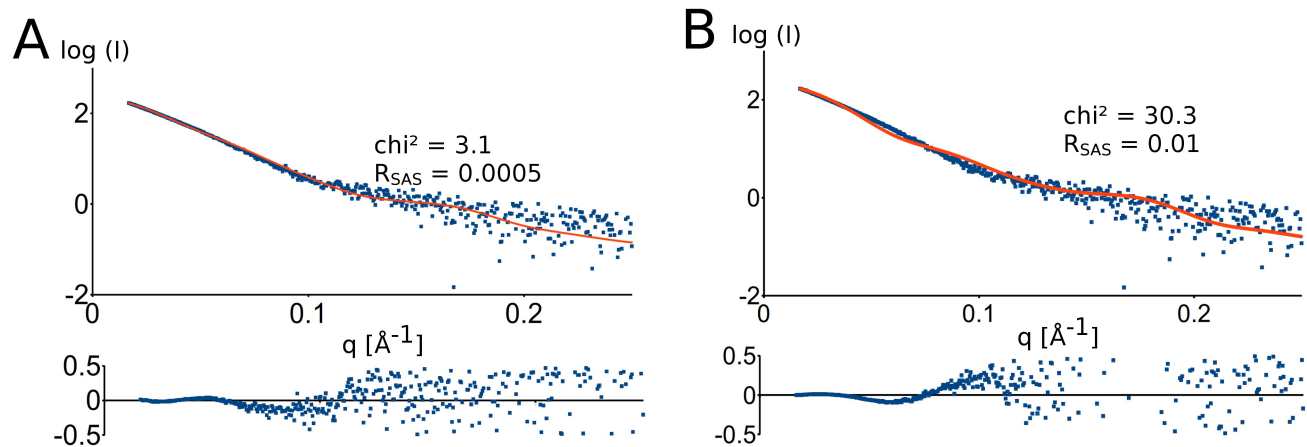 A
log (I)
2
0
-2
chi² = 3.1
R_SAS = 0.0005
0
0.1
0.2
q [Å⁻¹]
0.5
0
-0.5
B
log (I)
2
0
-2
chi² = 30.3
R_SAS = 0.01
0
0.1
0.2
q [Å⁻¹]
0.5
0
-0.5